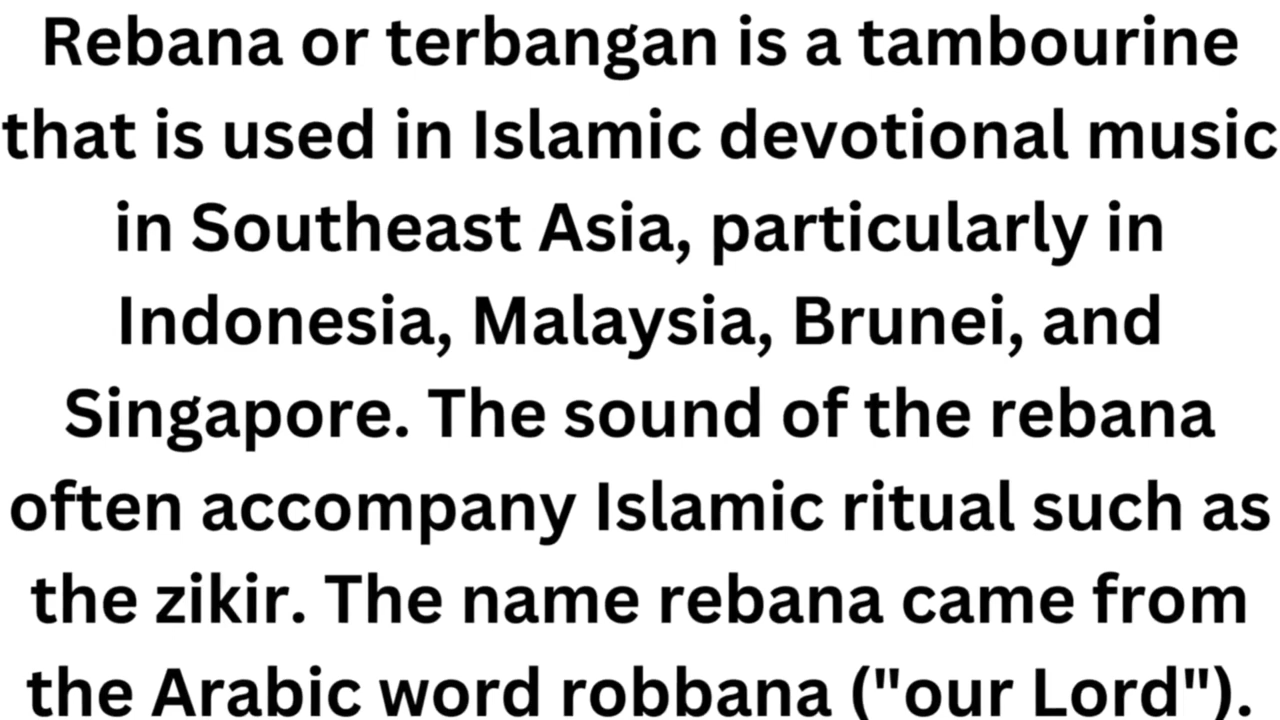 Rebana or terbangan is a tambourine
that is used in Islamic devotional music
in Southeast Asia, particularly in
Indonesia, Malaysia, Brunei, and
Singapore. The sound of the rebana
often accompany Islamic ritual such as
the zikir. The name rebana came from
the Arabic word robbana ("our Lord").